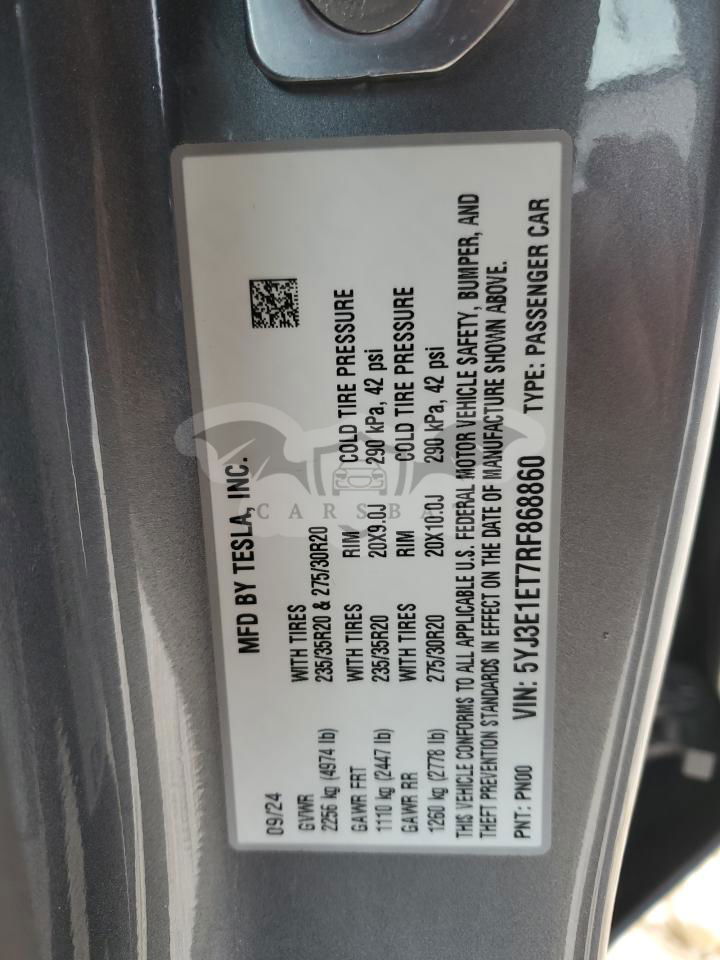 MFD BY TESLA, INC.
09/24
GVWR WITH TIRES
2256 kg (4974 lb) 235/35R20 & 275/30R20
GAWR FRT WITH TIRES RIM COLD TIRE PRESSURE
1110 kg (2447 lb) 235/35R20 20X9.0J 290 kPa, 42 psi
GAWR RR WITH TIRES RIM COLD TIRE PRESSURE
1260 kg (2778 lb) 275/30R20 20X10.0J 290 kPa, 42 psi
THIS VEHICLE CONFORMS TO ALL APPLICABLE U.S. FEDERAL MOTOR VEHICLE SAFETY, BUMPER, AND
THEFT PREVENTION STANDARDS IN EFFECT ON THE DATE OF MANUFACTURE SHOWN ABOVE.
PNT: PN00 VIN: 5YJ3E1ET7RF868860 TYPE: PASSENGER CAR